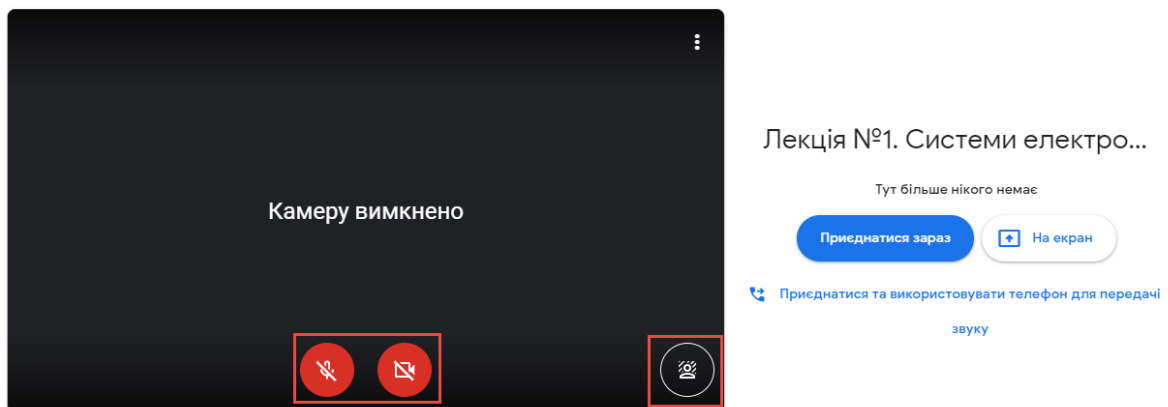 Камеру вимкнено
Лекція №1. Системи електро...
Тут більше нікого немає
Приєднатися зараз
На екран
Приєднатися та використовувати телефон для передачі
звуку